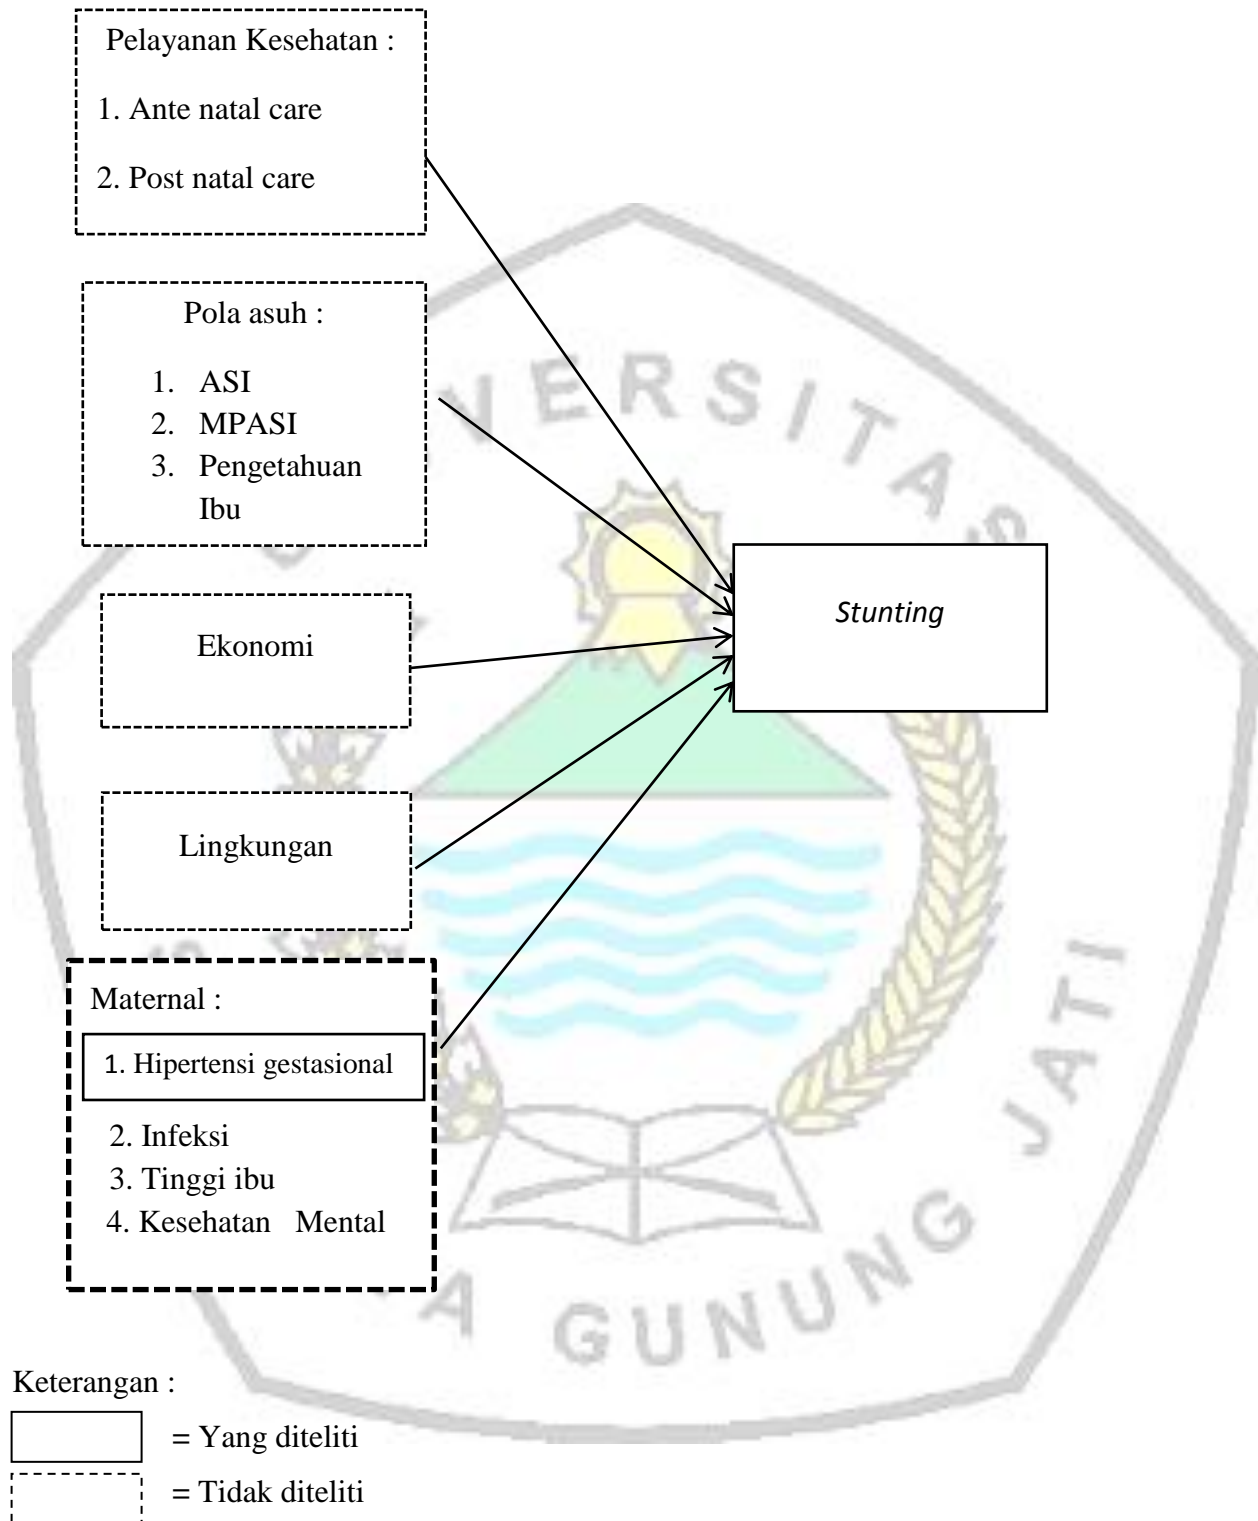 Pelayanan Kesehatan :
1. Ante natal care
2. Post natal care
Pola asuh :
1. ASI
2. MPASI
3. Pengetahuan
Ibu
Ekonomi
Lingkungan
Maternal :
1. Hipertensi gestasional
2. Infeksi
3. Tinggi ibu
4. Kesehatan Mental
Stunting
VERSITAS
GUNUNG JATI
Keterangan :
= Yang diteliti
= Tidak diteliti